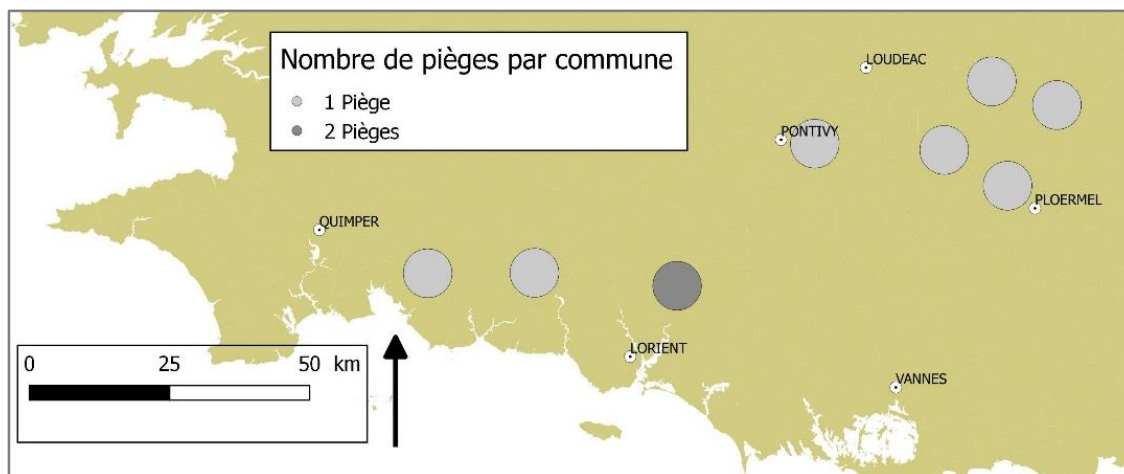 Nombre de pièges par commune
1 Piège
2 Pièges
LOUDEAC
PONTIVY
PLOERMEL
QUIMPER
LORIENT
VANNES
0 25 50 km